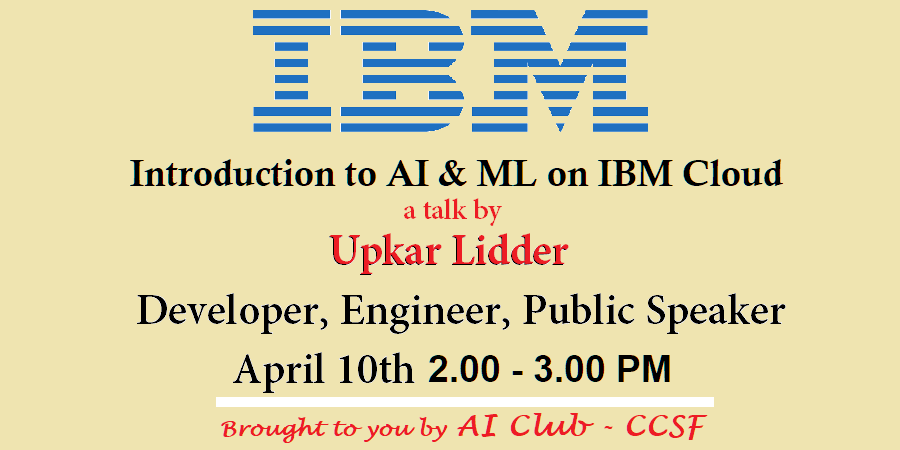 IBM
Introduction to AI & ML on IBM Cloud
a talk by
Upkar Lidder
Developer, Engineer, Public Speaker
April 10th 2.00 - 3.00 PM
Brought to you by AI Club - CCSF